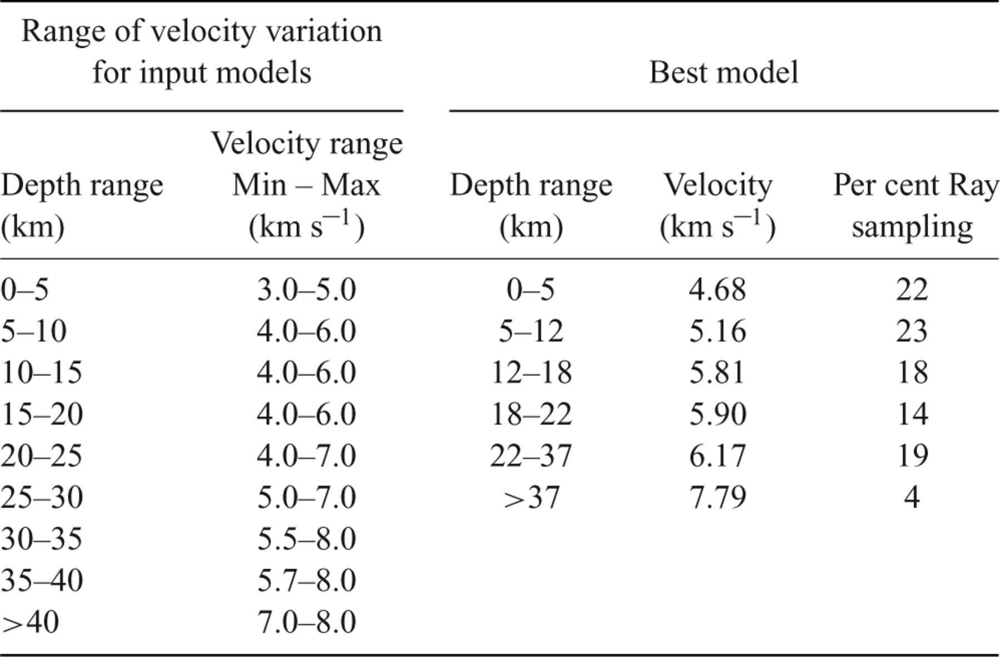 Range of velocity variation
for input models
Best model
Velocity range
Depth range Min – Max Depth range Velocity Per cent Ray
(km) (km s−1) (km) (km s−1) sampling
0–5 3.0–5.0 0–5 4.68 22
5–10 4.0–6.0 5–12 5.16 23
10–15 4.0–6.0 12–18 5.81 18
15–20 4.0–6.0 18–22 5.90 14
20–25 4.0–7.0 22–37 6.17 19
25–30 5.0–7.0 >37 7.79 4
30–35 5.5–8.0
35–40 5.7–8.0
>40 7.0–8.0